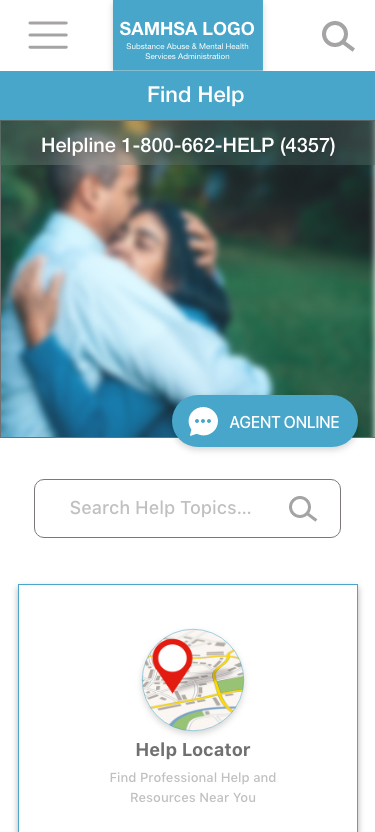 SAMHSA LOGO
Substance Abuse & Mental Health
Services Administration
Find Help
Helpline 1-800-662-HELP (4357)
AGENT ONLINE
Search Help Topics...
Help Locator
Find Professional Help and
Resources Near You